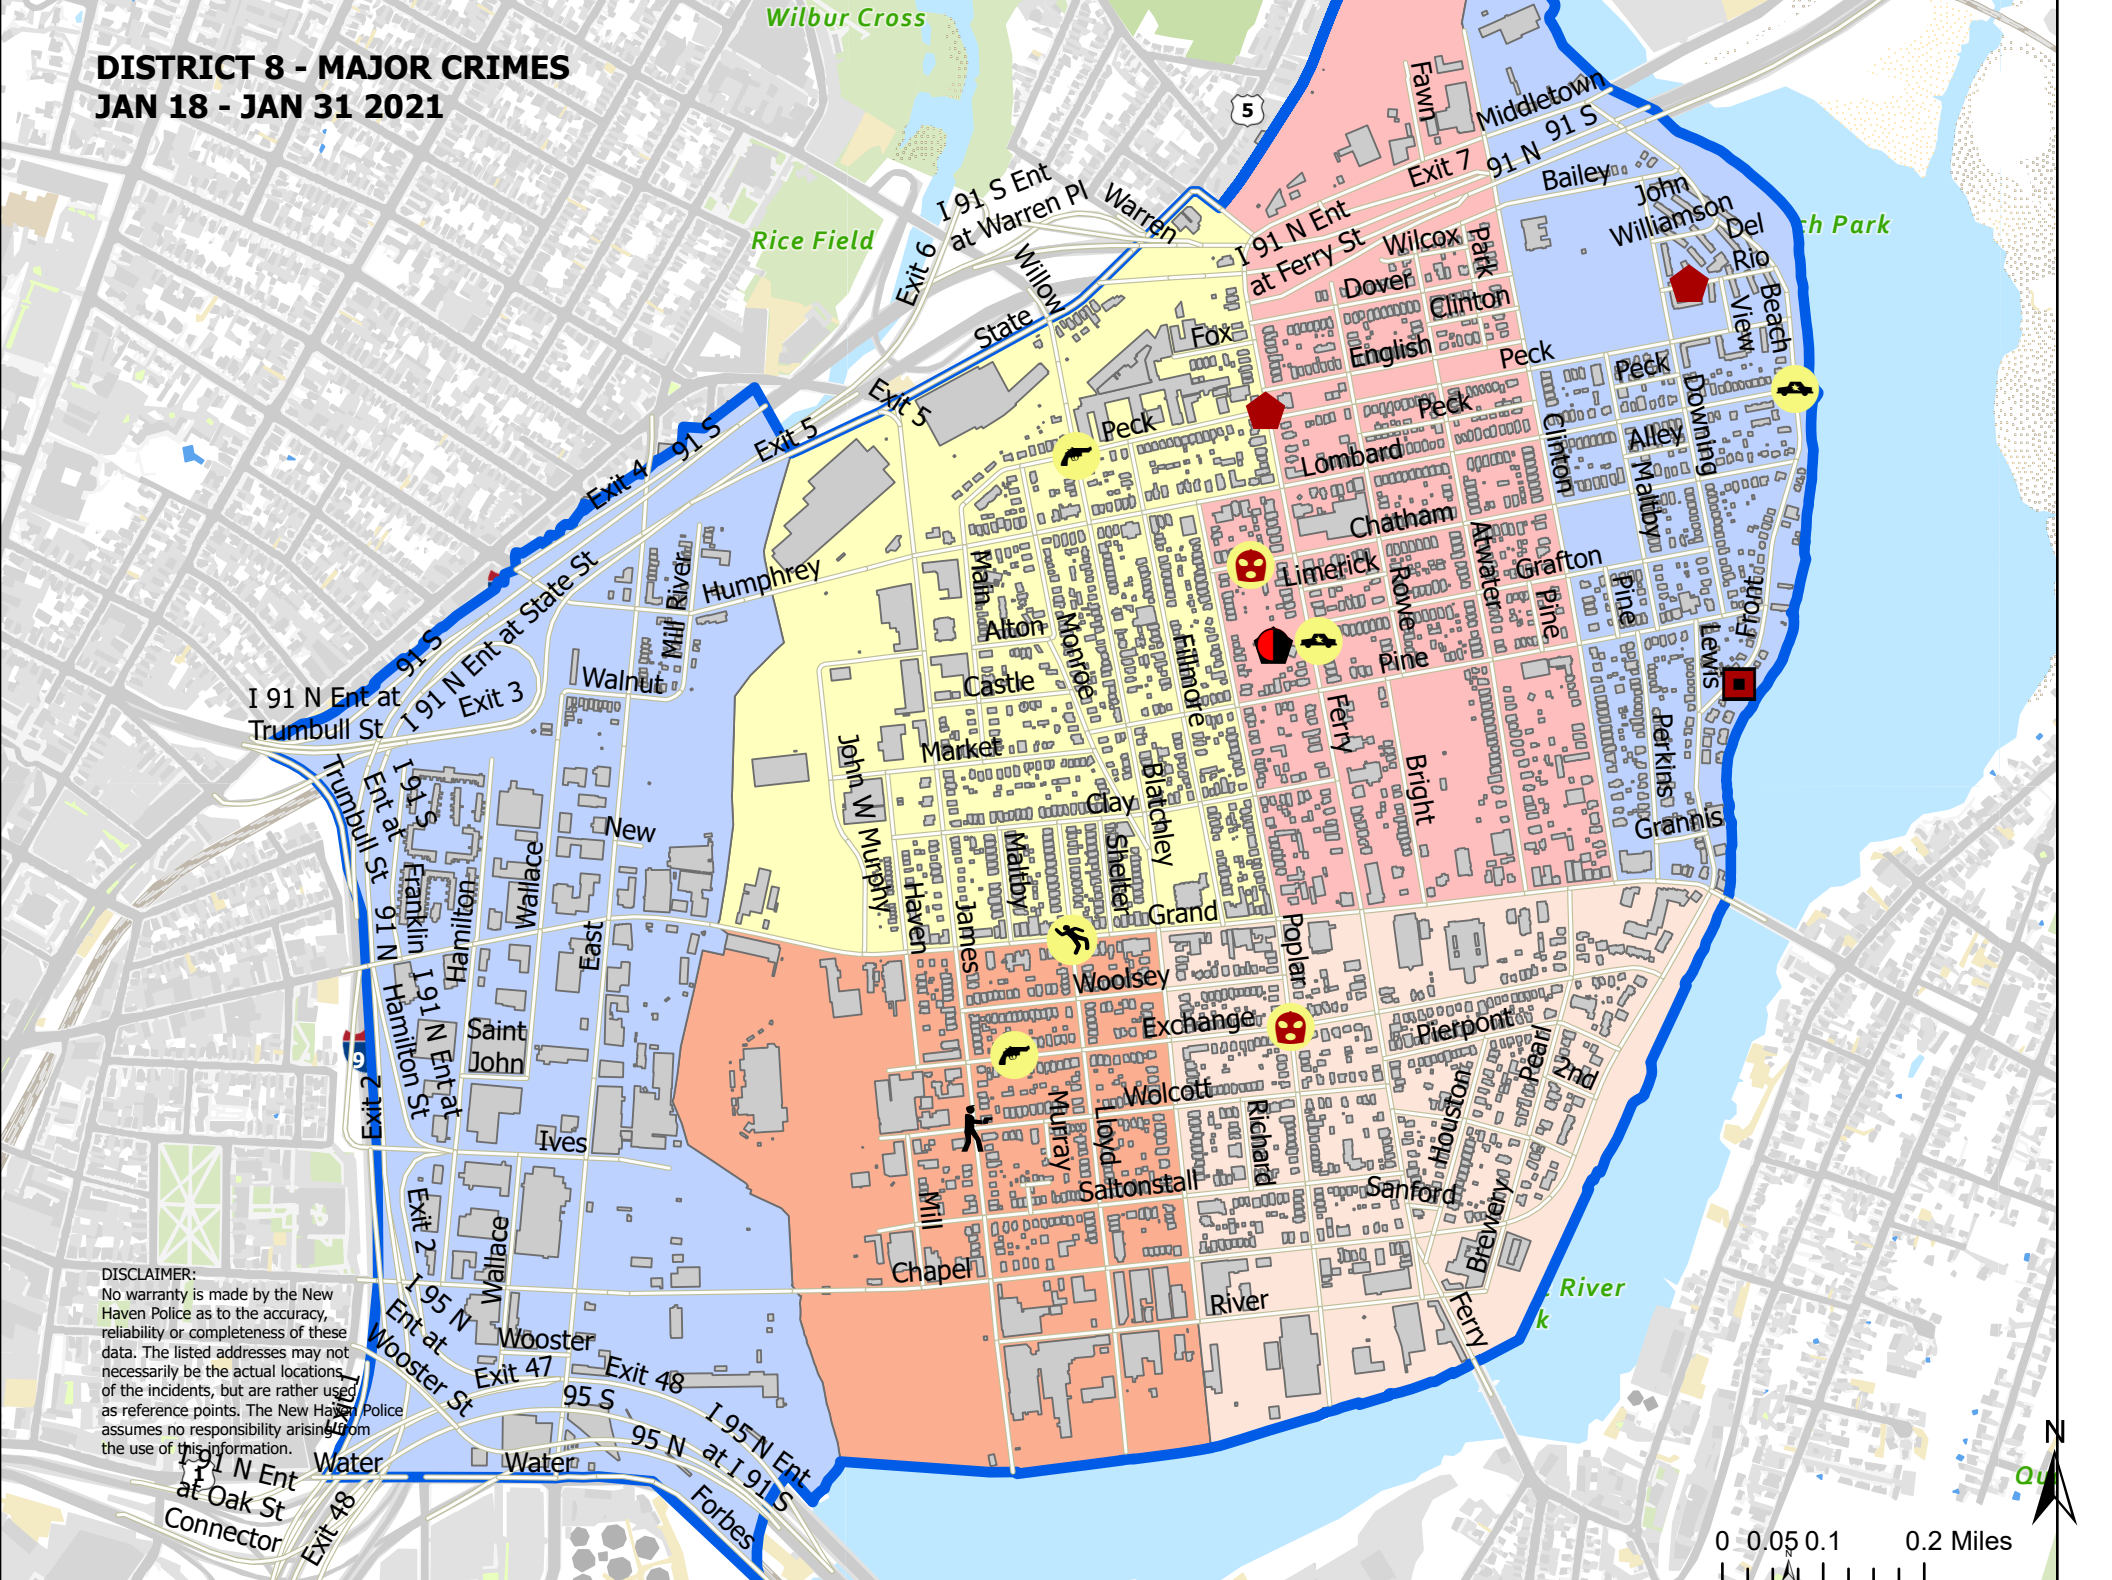 Wilbur Cross
DISTRICT 8 - MAJOR CRIMES
JAN 18 - JAN 31 2021
5
Fawn
Middletown
91 S
91 N
Exit 7
Bailey
John
Williamson
Del
Rio
ch Park
Beach
View
I 91 S Ent
at Warren Pl
Warren
Rice Field
Exit 6
Willow
I 91 N Ent
at Ferry St
Wilcox
Park
Dover
Clinton
State
Fox
English
Peck
Peck
Downing
Exit 5
Peck
Peck
Clinton
Alley
Maltby
91 S
Exit 5
Exit 4
Lombard
Chatham
Atwater
Grafton
Limerick
Rowe
Pine
Pine
Front
Lewis
Mill River
Humphrey
Main
Alton
Monroe
Fillmore
I 91 N Ent at State St
91 S
Exit 3
Walnut
Castle
Pine
Ferry
Perkins
I 91 N Ent at
Trumbull St
Trumbull St
I 91 S
Ent at
John W Murphy
Market
Blatchley
Clay
Bright
Grannis
New
Wallace
Franklin
Hamilton
East
Haven
James
Maltby
Shelter
Grand
Poplar
91 N
Hamilton St
I 91 N Ent at
Saint
John
Woolsey
Exchange
Pierpont
Pearl
2nd
Houston
9
Exit 2
Wolcott
Murray
Lloyd
Richard
Ives
Mill
Saltonstall
Sanford
Brewery
Exit 2
Wallace
Chapel
River
Ferry
River
k
DISCLAIMER:
No warranty is made by the New
Haven Police as to the accuracy,
reliability or completeness of these
data. The listed addresses may not
necessarily be the actual locations
of the incidents, but are rather used
as reference points. The New Haven Police
assumes no responsibility arising from
the use of this information.
I 95 N
Ent at
Wooster St
Wooster
Exit 47
Exit 48
95 S
95 N
I 95 N Ent
at I 91 S
Exit 1
Water
Water
Forbes
1
I 91 N Ent
at Oak St
Connector
Exit 48
N
Qu
0 0.05 0.1 0.2 Miles
N